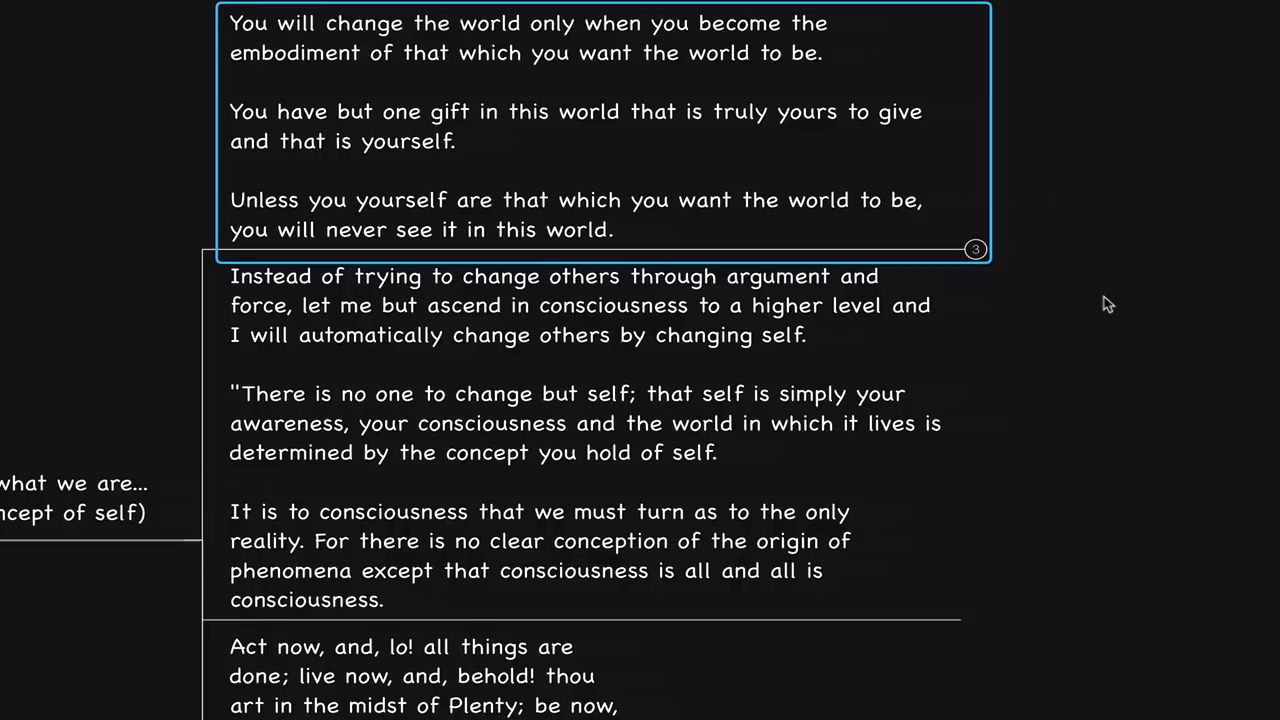 You will change the world only when you become the
embodiment of that which you want the world to be.
You have but one gift in this world that is truly yours to give
and that is yourself.
Unless you yourself are that which you want the world to be,
you will never see it in this world.
3
Instead of trying to change others through argument and
force, let me but ascend in consciousness to a higher level and
I will automatically change others by changing self.
"There is no one to change but self; that self is simply your
awareness, your consciousness and the world in which it lives is
determined by the concept you hold of self.
what we are...
ncept of self)
It is to consciousness that we must turn as to the only
reality. For there is no clear conception of the origin of
phenomena except that consciousness is all and all is
consciousness.
Act now, and, lo! all things are
done; live now, and, behold! thou
art in the midst of Plenty; be now,